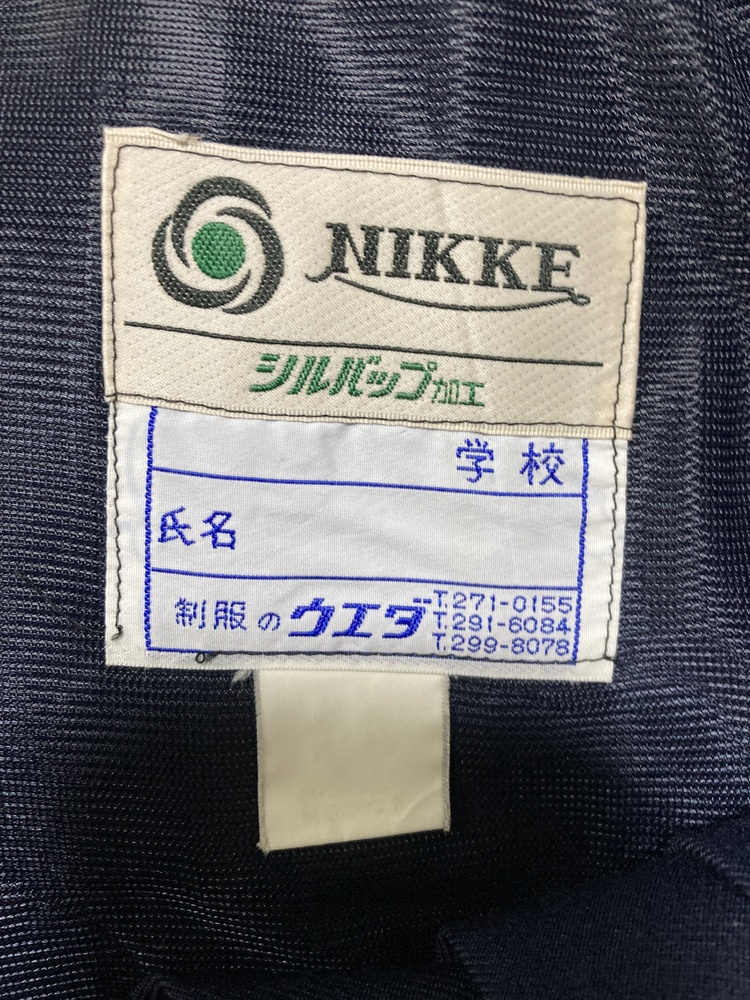 NIKKE
シルバップ加工
学校
氏名
制服のウエダ
T.271-0155
T.291-6084
T.299-8078